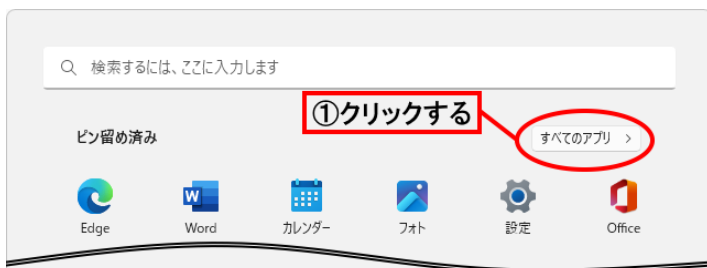 検索するには、ここに入力します
①クリックする
ピン留め済み
すべてのアプリ >
Edge
Word
カレンダー
フォト
設定
Office